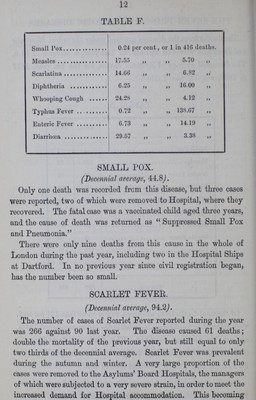 12
TABLE F.
Small Pox.............. 0.24 per cent., or 1 in 416 deaths.
Measles ............... 17.55 „ „ 5.70 „
Scarlatina............. 14.66 „ „ 6.82 „
Diphtheria ............ 6.25 „ „ 16.00 „
Whooping Cough ...... 24.28 „ „ 4.12 „
Typhus Fever .......... 0.72 „ „ 138.67 „
Enteric Fever ......... 6.73 „ „ 14.19 „
Diarrhœa .............. 29.57 „ „ 3.38 „
SMALL POX.
(Decennial average, 44.8).
Only one death was recorded from this disease, but three cases
were reported, two of which were removed to Hospital, where they
recovered. The fatal case was a vaccinated child aged three years,
and the cause of death was returned as “ Suppressed Small Pox
and Pneumonia.”
There were only nine deaths from this cause in the whole of
London during the past year, including two in the Hospital Ships
at Dartford. In no previous year since civil registration began,
has the number been so small.
SCARLET FEVER.
(Decennial average, 94.2).
The number of cases of Scarlet Fever reported during the year
was 266 against 90 last year. The disease caused 61 deaths;
double the mortality of the previous year, but still equal to only
two thirds of the decennial average. Scarlet Fever was prevalent
during the autumn and winter. A very large proportion of the
cases were removed to the Asylums’ Board Hospitals, the managers
of which were subjected to a very severe strain, in order to meet the
increased demand for Hospital accommodation. This becoming